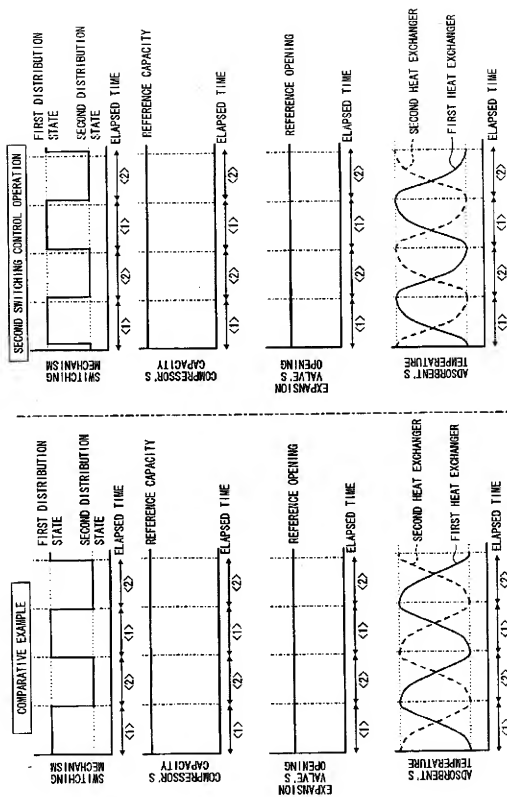 COMPARATIVE EXAMPLE
SWITCHING
MECHANISM
FIRST DISTRIBUTION
STATE
SECOND DISTRIBUTION
STATE
<1>
<2>
<1>
<2>
ELAPSED TIME
COMPRESSOR'S
CAPACITY
REFERENCE CAPACITY
<1>
<2>
<1>
<2>
ELAPSED TIME
EXPANSION
VALVE'S
OPENING
REFERENCE OPENING
<1>
<2>
<1>
<2>
ELAPSED TIME
ADSORBENT'S
TEMPERATURE
SECOND HEAT EXCHANGER
FIRST HEAT EXCHANGER
<1>
<2>
<1>
<2>
SECOND SWITCHING CONTROL OPERATION
SWITCHING
MECHANISM
FIRST DISTRIBUTION
STATE
SECOND DISTRIBUTION
STATE
<1>
<2>
<1>
<2>
ELAPSED TIME
COMPRESSOR'S
CAPACITY
REFERENCE CAPACITY
<1>
<2>
<1>
<2>
ELAPSED TIME
EXPANSION
VALVE'S
OPENING
REFERENCE OPENING
<1>
<2>
<1>
<2>
ELAPSED TIME
ADSORBENT'S
TEMPERATURE
SECOND HEAT EXCHANGER
FIRST HEAT EXCHANGER
<1>
<2>
<1>
<2>